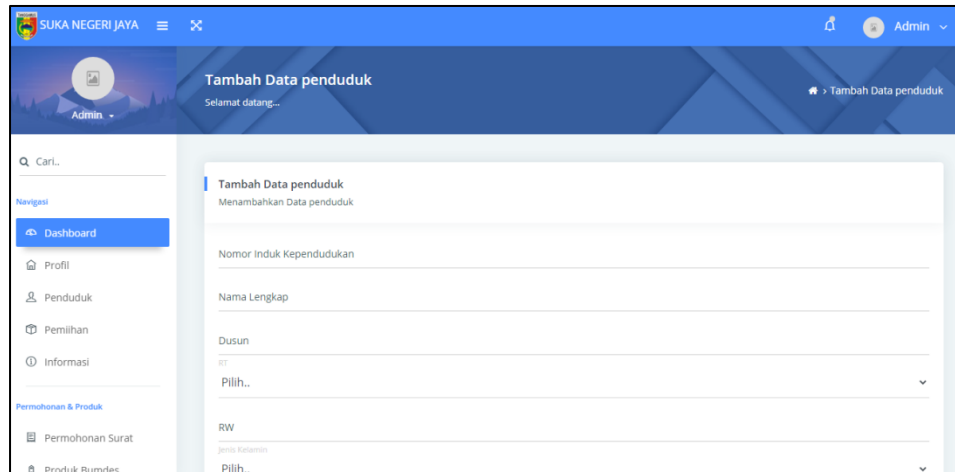 SUKA NEGERI JAYA
Admin
Admin
Tambah Data penduduk
Selamat datang...
> Tambah Data penduduk
Cari..
Navigasi
Dashboard
Profil
Penduduk
Pemiihan
Informasi
Permohonan & Produk
Permohonan Surat
Produk Bumdes
Tambah Data penduduk
Menambahkan Data penduduk
Nomor Induk Kependudukan
Nama Lengkap
Dusun
RT
Pilih..
RW
Jenis Kelamin
Pilih..